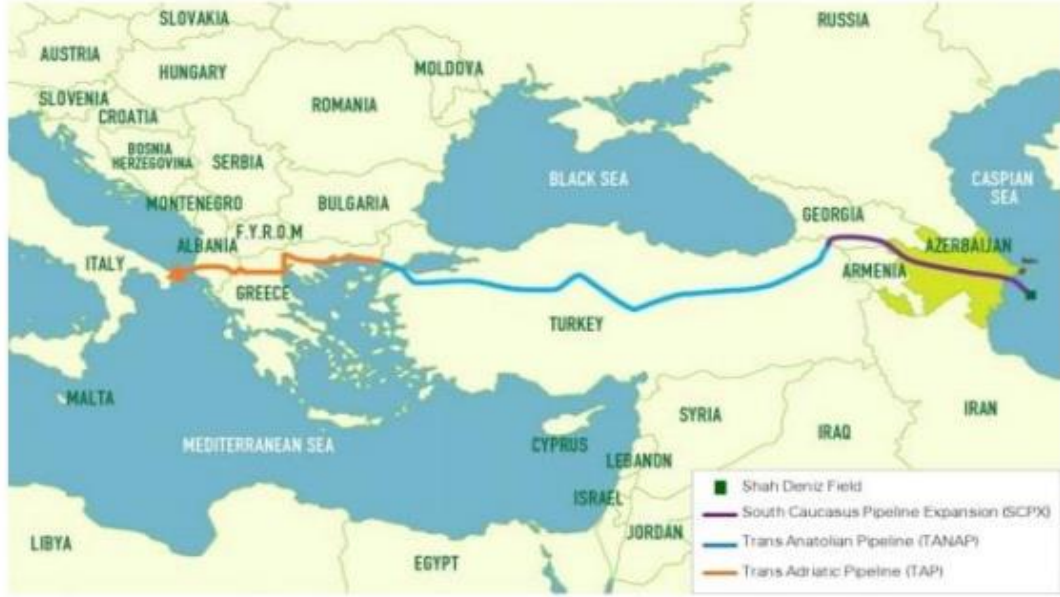 SLOVAKIA
RUSSIA
AUSTRIA
HUNGARY
MOLDOVA
SLOVENIA
CROATIA
ROMANIA
BOSNIA
HERZEGOVINA
SERBIA
BLACK SEA
CASPIAN
SEA
MONTENEGRO
BULGARIA
GEORGIA
F.Y.R.O.M
ALBANIA
AZERBAIJAN
ITALY
ARMENIA
GREECE
TURKEY
MALTA
SYRIA
IRAN
MEDITERRANEAN SEA
CYPRUS
IRAQ
LEBANON
ISRAEL
JORDAN
LIBYA
EGYPT
Shah Deniz Field
South Caucasus Pipeline Expansion (SCPX)
Trans Anatolian Pipeline (TANAP)
Trans Adriatic Pipeline (TAP)